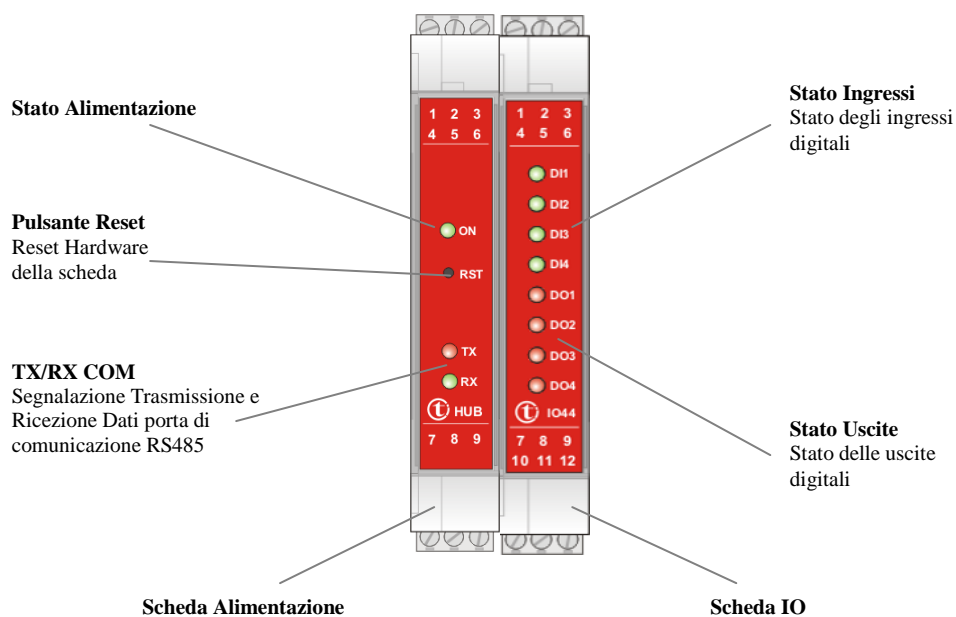 Stato Alimentazione
Pulsante Reset
Reset Hardware
della scheda
TX/RX COM
Segnalazione Trasmissione e
Ricezione Dati porta di
comunicazione RS485
1 2 3
4 5 6
ON
RST
TX
RX
t HUB
7 8 9
1 2 3
4 5 6
DI1
DI2
DI3
DI4
DO1
DO2
DO3
DO4
t IO44
7 8 9
10 11 12
Stato Ingressi
Stato degli ingressi
digitali
Stato Uscite
Stato delle uscite
digitali
Scheda Alimentazione
Scheda IO